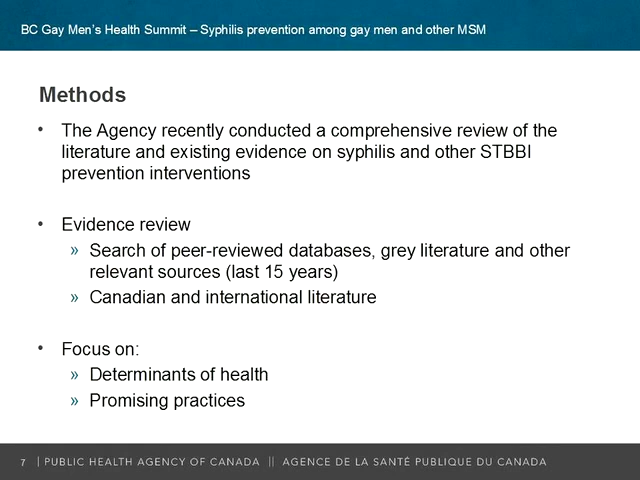 BC Gay Men's Health Summit – Syphilis prevention among gay men and other MSM
Methods
• The Agency recently conducted a comprehensive review of the
literature and existing evidence on syphilis and other STBBI
prevention interventions
• Evidence review
» Search of peer-reviewed databases, grey literature and other
relevant sources (last 15 years)
» Canadian and international literature
• Focus on:
» Determinants of health
» Promising practices
7 | PUBLIC HEALTH AGENCY OF CANADA || AGENCE DE LA SANTÉ PUBLIQUE DU CANADA